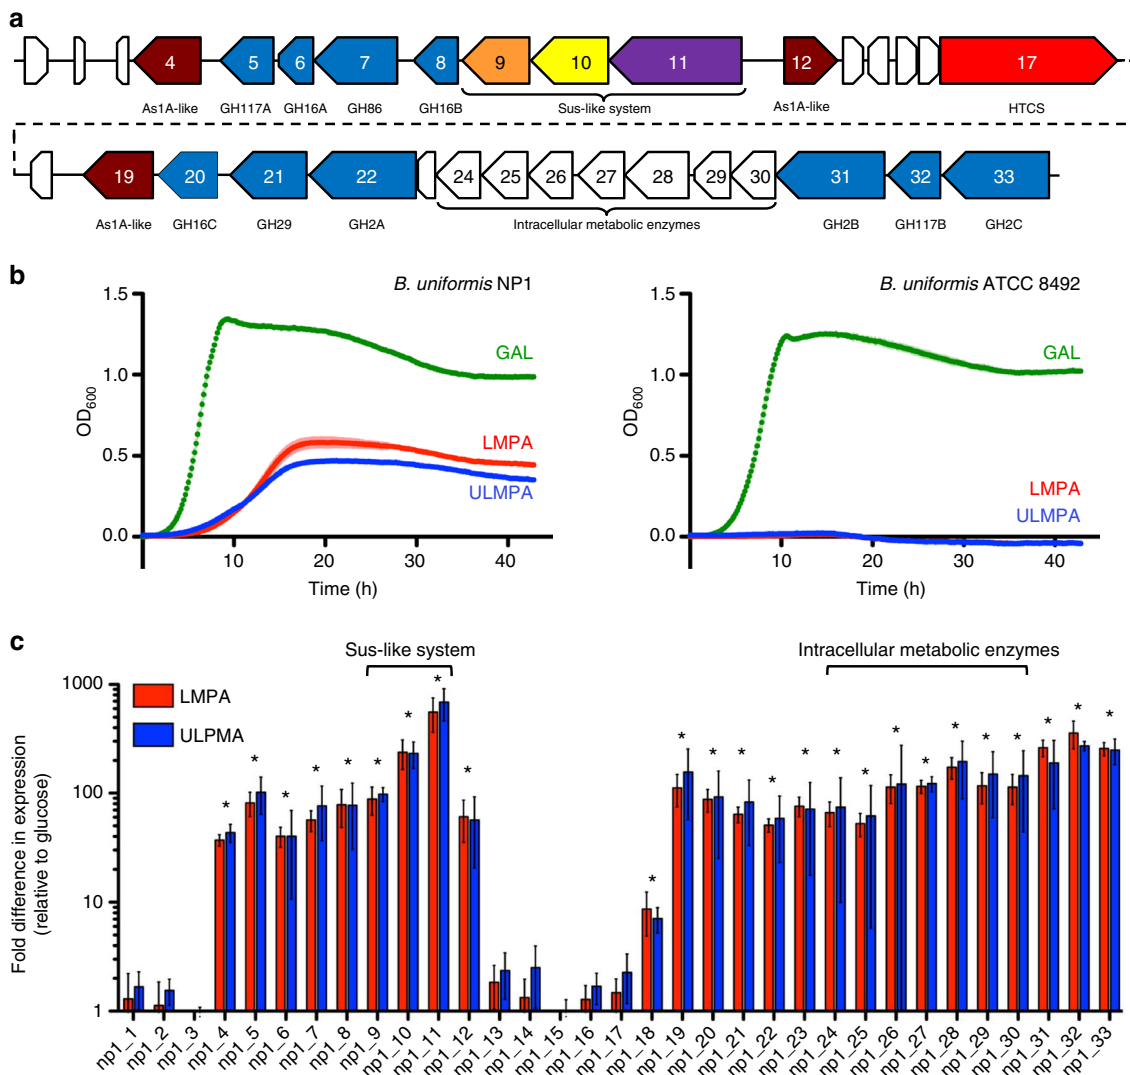 a
4 5 6 7 8 9 10 11 12 17
As1A-like GH117A GH16A GH86 GH16B Sus-like system As1A-like HTCS
19 20 21 22 24 25 26 27 28 29 30 31 32 33
As1A-like GH16C GH29 GH2A Intracellular metabolic enzymes GH2B GH117B GH2C
b
B. uniformis NP1
1.5
1.0
0.5
0.0
OD600
GAL
LMPA
ULMPA
10 20 30 40
Time (h)
B. uniformis ATCC 8492
1.5
1.0
0.5
0.0
OD600
GAL
LMPA
ULMPA
10 20 30 40
Time (h)
c
Sus-like system
Intracellular metabolic enzymes
LMPA
ULPMA
Fold difference in expression
(relative to glucose)
1000
100
10
1
* * * * * * * * * * * * * * * * * * * * * * * * *
np1_1 np1_2 np1_3 np1_4 np1_5 np1_6 np1_7 np1_8 np1_9 np1_10 np1_11 np1_12 np1_13 np1_14 np1_15 np1_16 np1_17 np1_18 np1_19 np1_20 np1_21 np1_22 np1_23 np1_24 np1_25 np1_26 np1_27 np1_28 np1_29 np1_30 np1_31 np1_32 np1_33